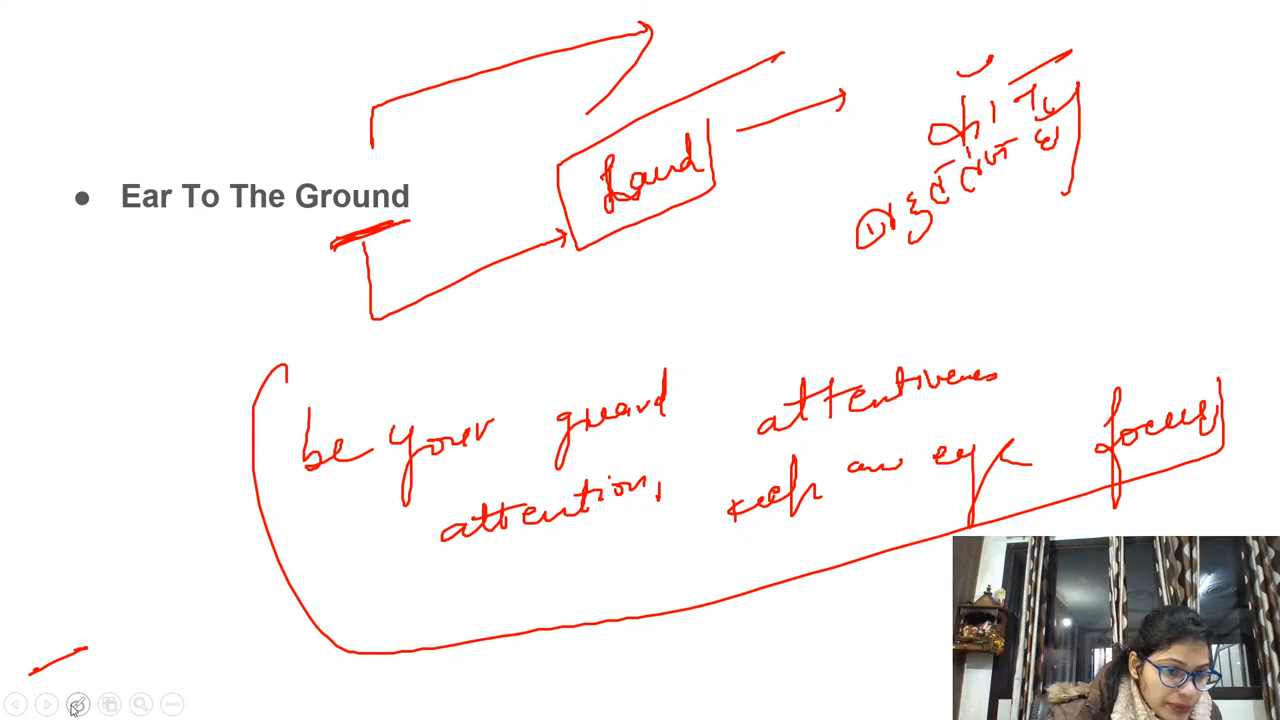 Land
● Ear To The Ground
be your guard attentiveness
attention, keep an eye focus